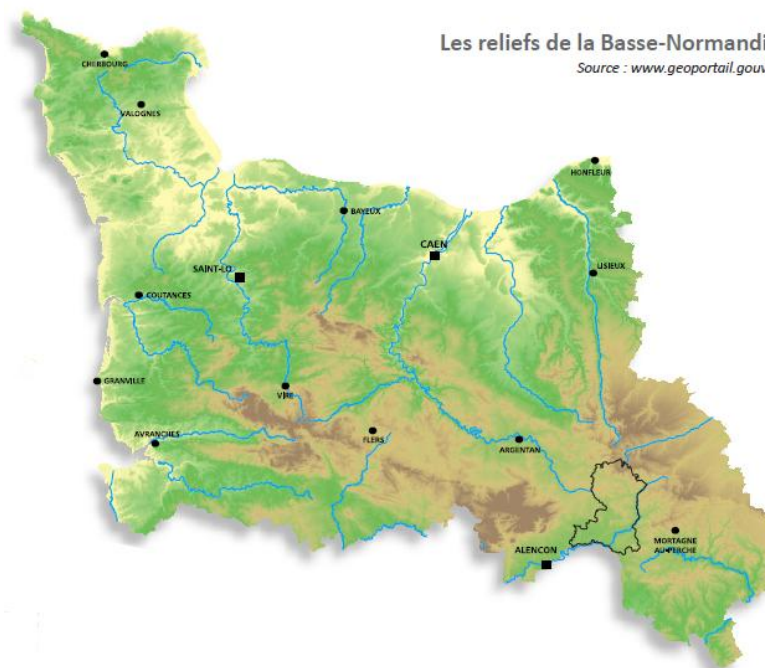 Les reliefs de la Basse-Normandi
Source : www.geoportail.gouv
CHERBOURG
VALOGNES
HONFLEUR
BAYEUX
CAEN
LISIEUX
SAINT-LO
COUTANCES
GRANVILLE
VIRE
AVRANCHES
FLERS
ARGENTAN
MORTAGNE
AU PERCHE
ALENCON